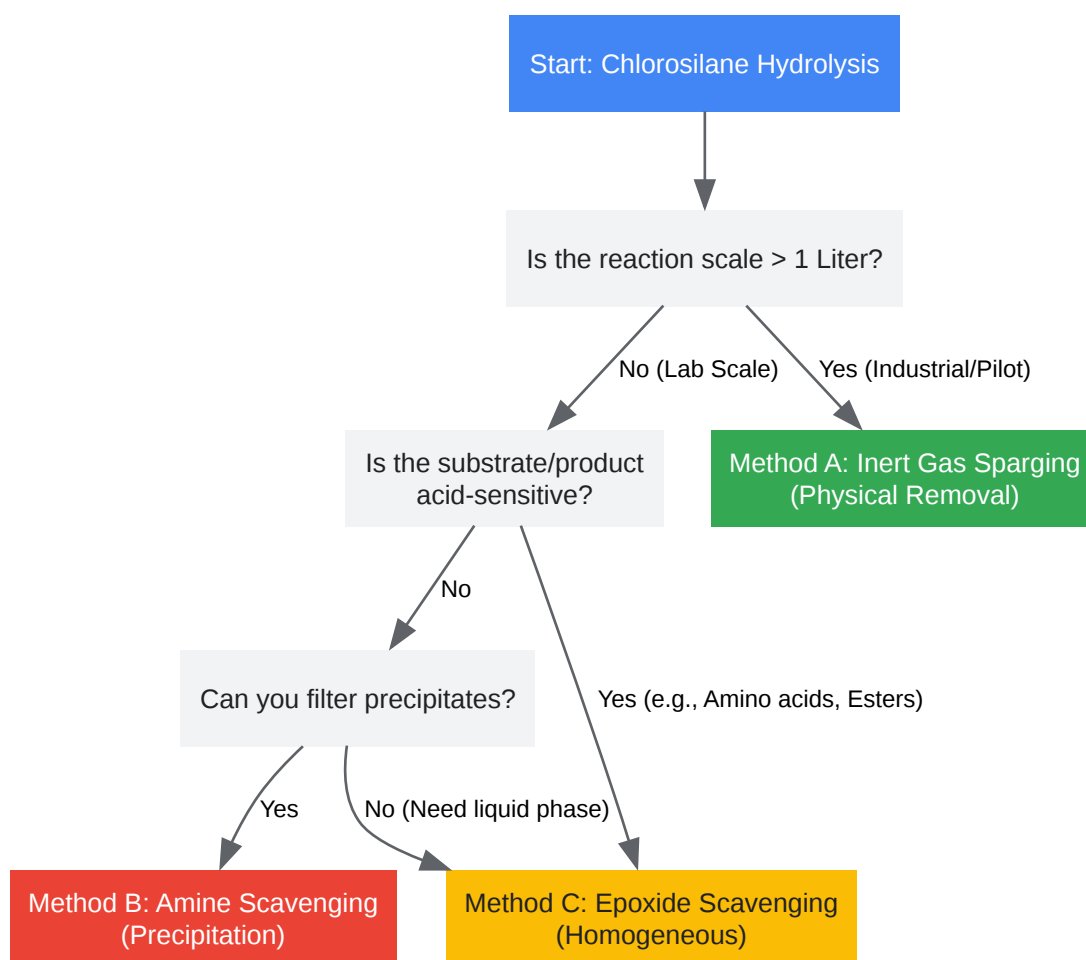 Start: Chlorosilane Hydrolysis
Is the reaction scale > 1 Liter?
No (Lab Scale)
Yes (Industrial/Pilot)
Is the substrate/product
acid-sensitive?
Method A: Inert Gas Sparging
(Physical Removal)
No
Can you filter precipitates?
Yes (e.g., Amino acids, Esters)
Yes
No (Need liquid phase)
Method B: Amine Scavenging
(Precipitation)
Method C: Epoxide Scavenging
(Homogeneous)